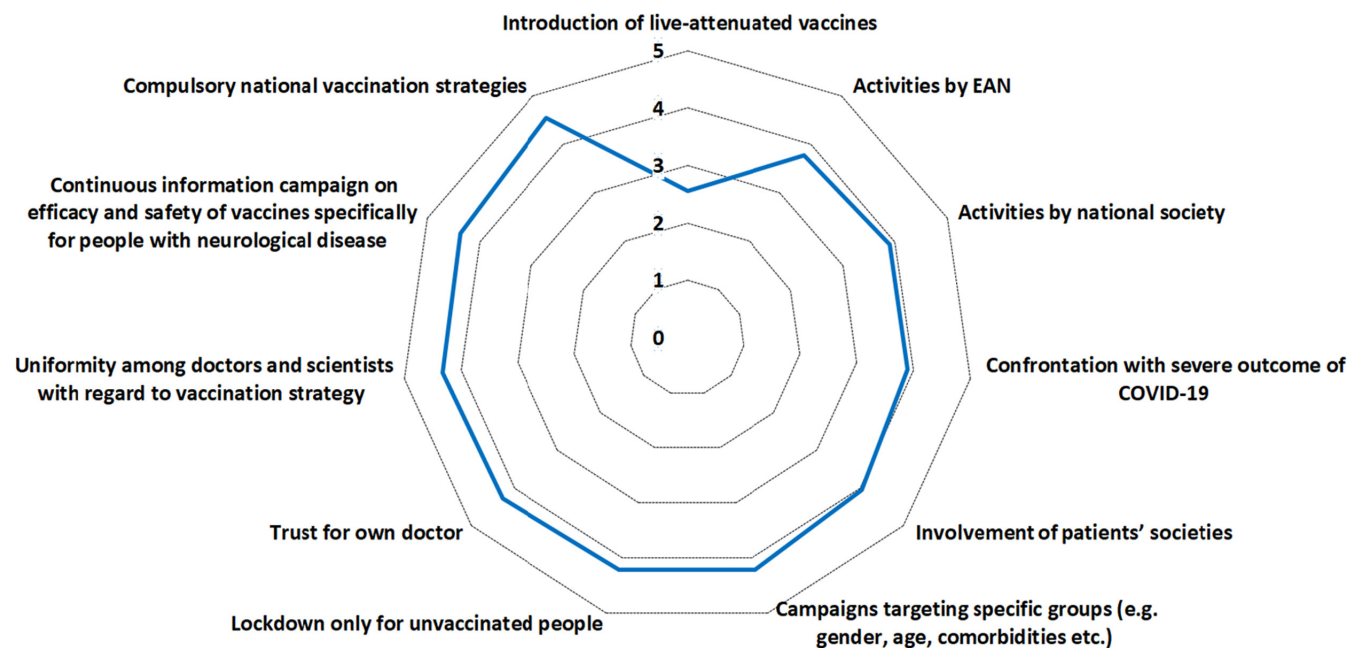 Introduction of live-attenuated vaccines
5
Compulsory national vaccination strategies
Activities by EAN
4
3
Continuous information campaign on
efficacy and safety of vaccines specifically
for people with neurological disease
Activities by national society
2
1
0
Uniformity among doctors and scientists
with regard to vaccination strategy
Confrontation with severe outcome of
COVID-19
Trust for own doctor
Involvement of patients’ societies
Lockdown only for unvaccinated people
Campaigns targeting specific groups (e.g.
gender, age, comorbidities etc.)